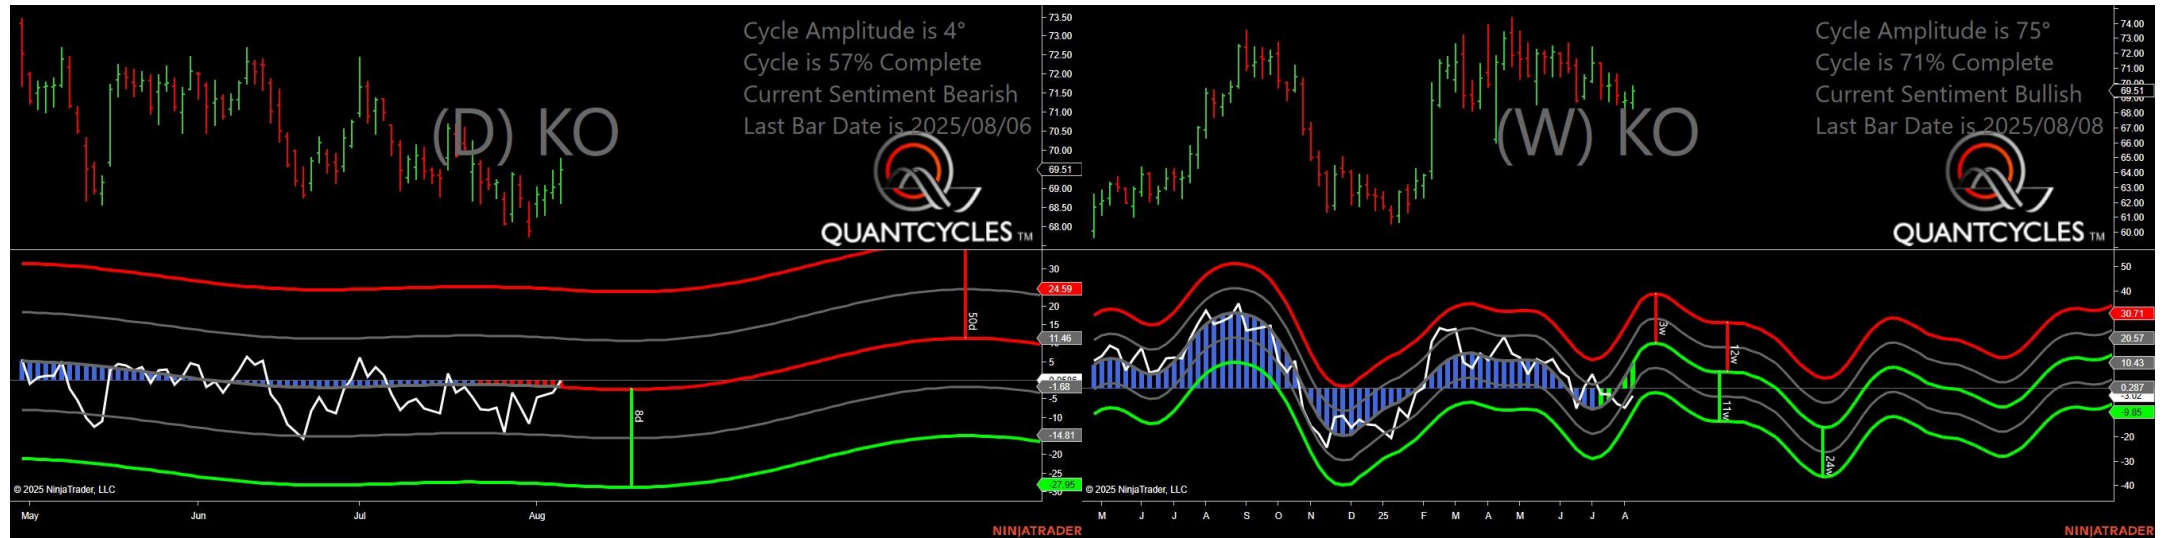 Cycle Amplitude is 4°
Cycle is 57% Complete
Current Sentiment Bearish
Last Bar Date is 2025/08/06
(D) KO
QUANTCYCLES TM
73.50
73.00
72.50
72.00
71.50
71.00
70.50
69.51
69.00
68.50
68.00
30
24.59
20
15
11.46
5
-1.68
-5
-10
-14.81
-20
-25
-27.95
-30
50d
8d
© 2025 NinjaTrader, LLC
May Jun Jul Aug
NINJATRADER
Cycle Amplitude is 75°
Cycle is 71% Complete
Current Sentiment Bullish
Last Bar Date is 2025/08/08
(W) KO
QUANTCYCLES TM
74.00
73.00
72.00
71.00
70.00
69.51
69.00
68.00
67.00
66.00
65.00
64.00
63.00
62.00
61.00
60.00
50
40
30.71
20.57
10.43
0.287
-3.02
-9.85
-20
-30
-40
3w
12w
11w
24w
© 2025 NinjaTrader, LLC
M J J A S O N D 25 F M A M J J A
NINJATRADER